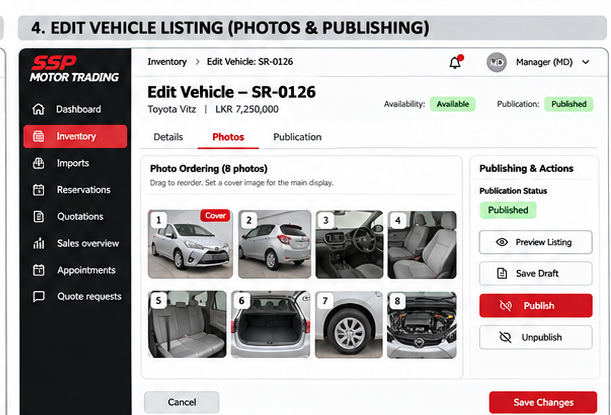 4. EDIT VEHICLE LISTING (PHOTOS & PUBLISHING)
SSP
MOTOR TRADING
Dashboard
Inventory
Imports
Reservations
Quotations
Sales overview
Appointments
Quote requests
Inventory > Edit Vehicle: SR-0126
MD Manager (MD)
Edit Vehicle – SR-0126
Toyota Vitz | LKR 7,250,000
Availability: Available Publication: Published
Details Photos Publication
Photo Ordering (8 photos)
Drag to reorder. Set a cover image for the main display.
1 Cover 2 3 4
5 6 7 8
Publishing & Actions
Publication Status
Published
Preview Listing
Save Draft
Publish
Unpublish
Cancel
Save Changes